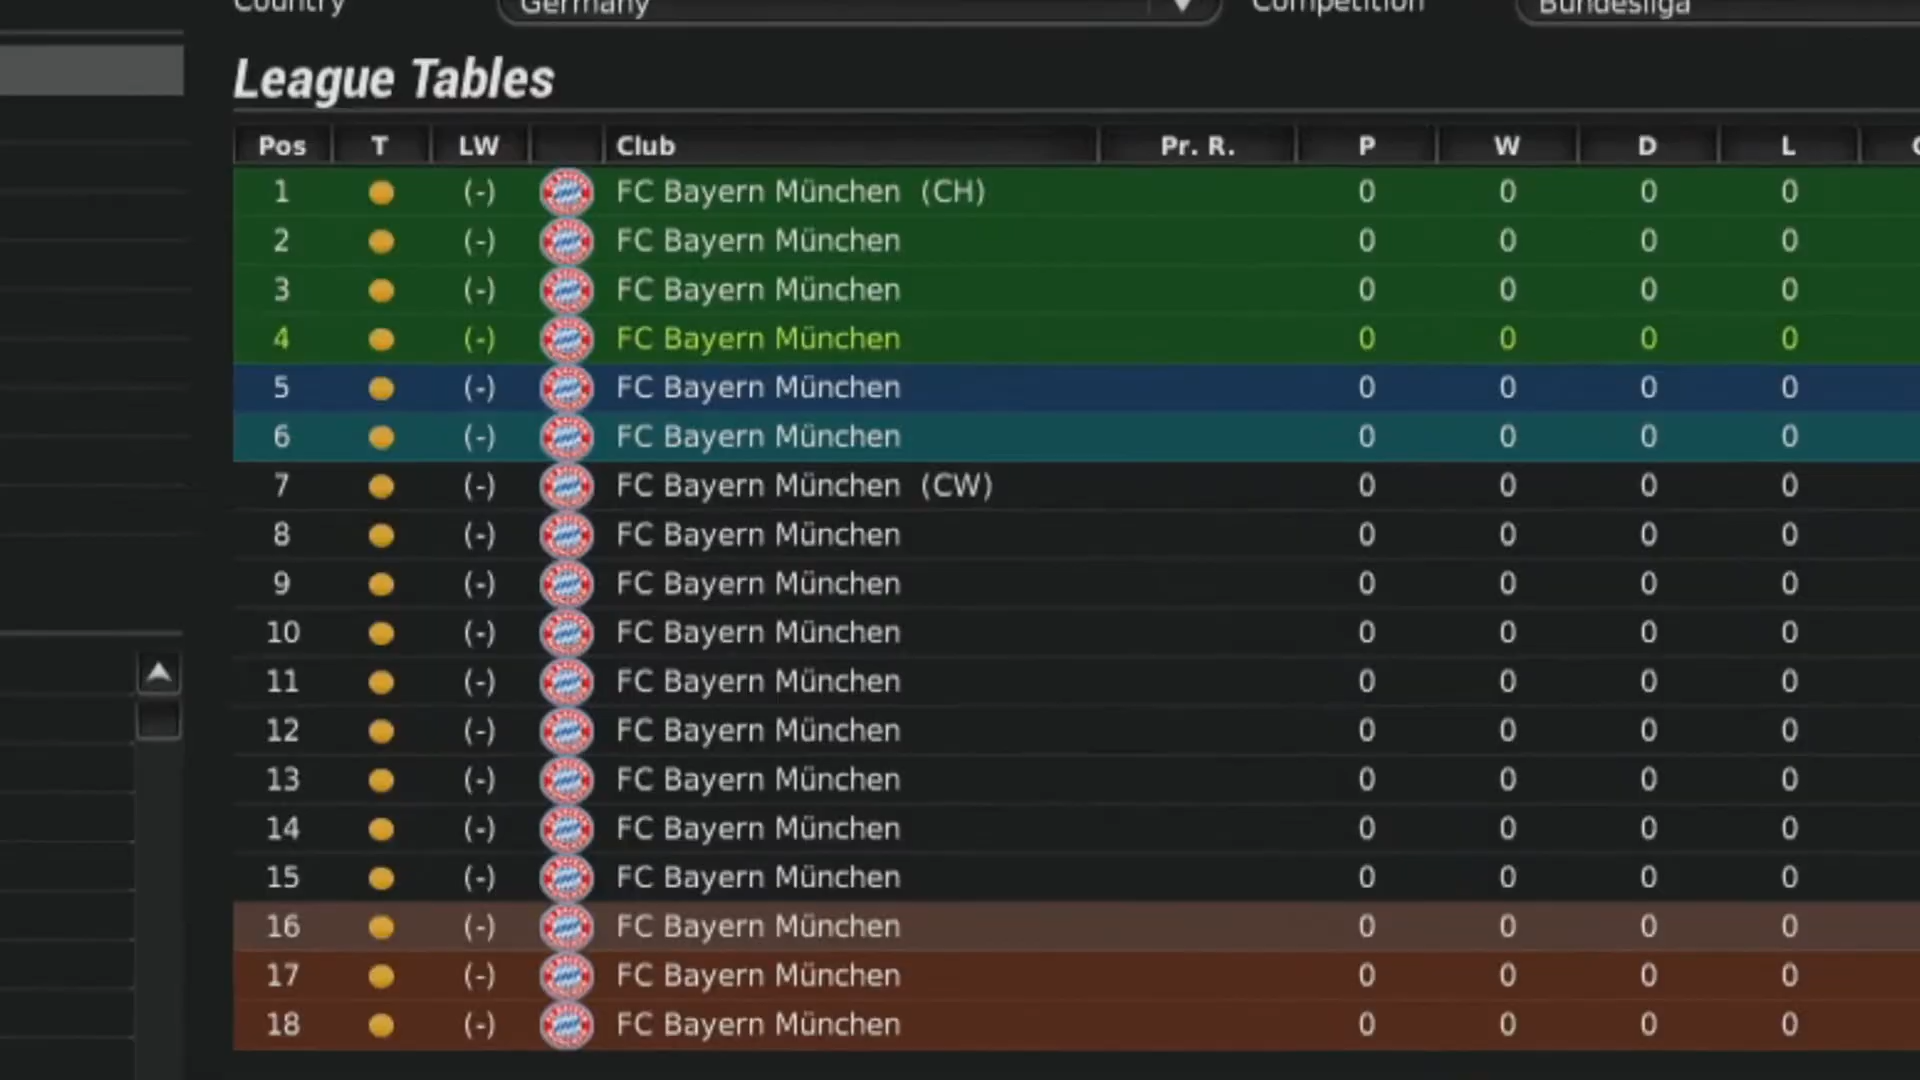 Country Germany Competition Bundesliga
League Tables
Pos T LW Club Pr. R. P W D L
1 (-) FC Bayern München (CH) 0 0 0 0
2 (-) FC Bayern München 0 0 0 0
3 (-) FC Bayern München 0 0 0 0
4 (-) FC Bayern München 0 0 0 0
5 (-) FC Bayern München 0 0 0 0
6 (-) FC Bayern München 0 0 0 0
7 (-) FC Bayern München (CW) 0 0 0 0
8 (-) FC Bayern München 0 0 0 0
9 (-) FC Bayern München 0 0 0 0
10 (-) FC Bayern München 0 0 0 0
11 (-) FC Bayern München 0 0 0 0
12 (-) FC Bayern München 0 0 0 0
13 (-) FC Bayern München 0 0 0 0
14 (-) FC Bayern München 0 0 0 0
15 (-) FC Bayern München 0 0 0 0
16 (-) FC Bayern München 0 0 0 0
17 (-) FC Bayern München 0 0 0 0
18 (-) FC Bayern München 0 0 0 0